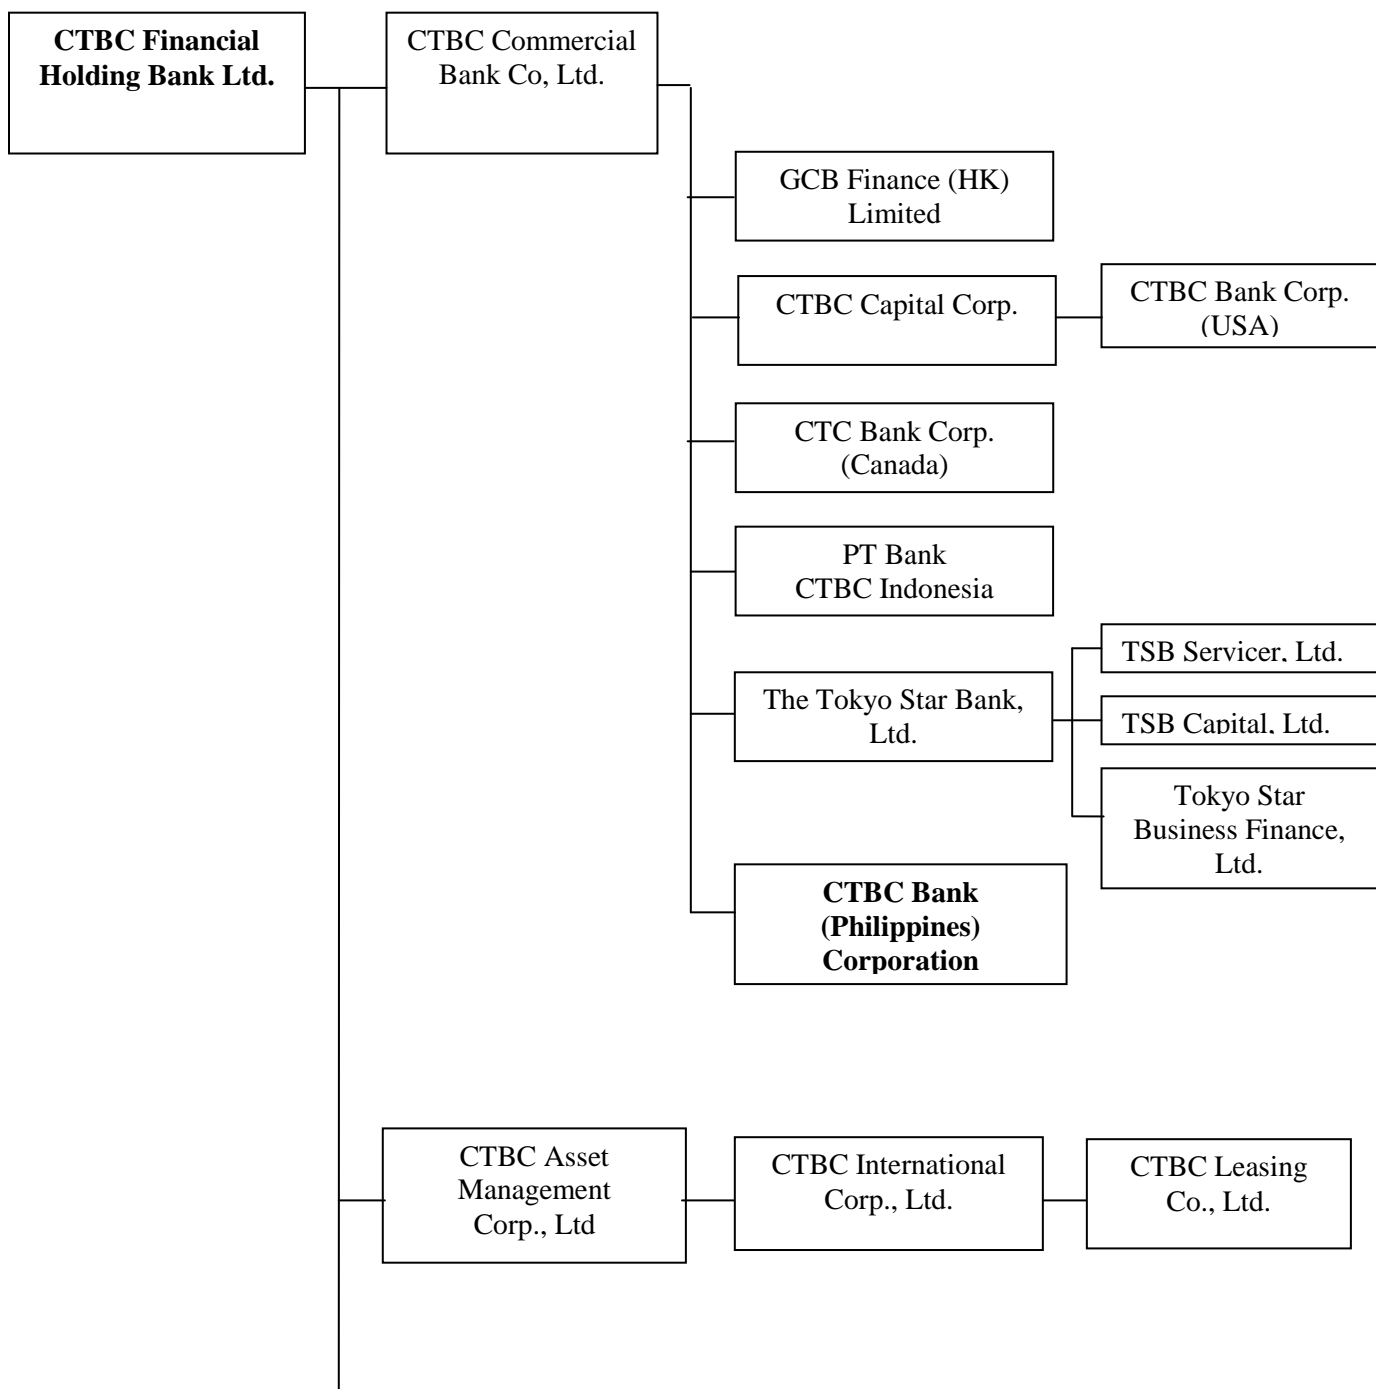 CTBC Financial
Holding Bank Ltd.
CTBC Commercial
Bank Co, Ltd.
GCB Finance (HK)
Limited
CTBC Capital Corp.
CTBC Bank Corp.
(USA)
CTC Bank Corp.
(Canada)
PT Bank
CTBC Indonesia
The Tokyo Star Bank,
Ltd.
TSB Servicer, Ltd.
TSB Capital, Ltd.
Tokyo Star
Business Finance,
Ltd.
CTBC Bank
(Philippines)
Corporation
CTBC Asset
Management
Corp., Ltd
CTBC International
Corp., Ltd.
CTBC Leasing
Co., Ltd.